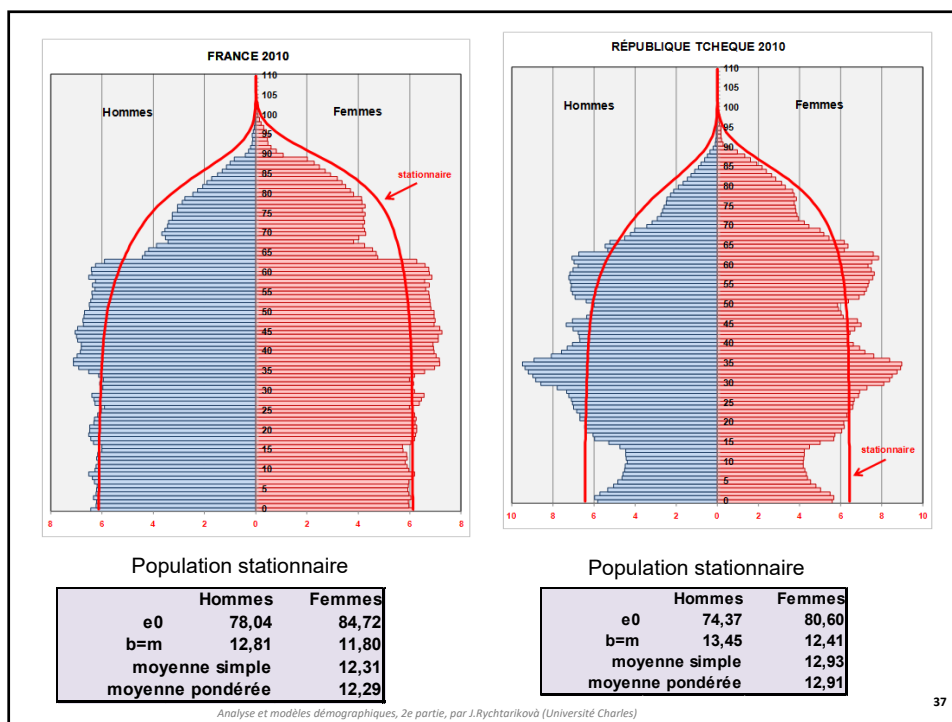 FRANCE 2010
Hommes
Femmes
110
105
100
95
90
85
80
75
70
65
60
55
50
45
40
35
30
25
20
15
10
5
0
stationnaire
8 6 4 2 0 2 4 6 8
Population stationnaire
Hommes Femmes
e0 78,04 84,72
b=m 12,81 11,80
moyenne simple 12,31
moyenne pondérée 12,29
RÉPUBLIQUE TCHEQUE 2010
Hommes
Femmes
110
105
100
95
90
85
80
75
70
65
60
55
50
45
40
35
30
25
20
15
10
5
0
stationnaire
10 8 6 4 2 0 2 4 6 8 10
Population stationnaire
Hommes Femmes
e0 74,37 80,60
b=m 13,45 12,41
moyenne simple 12,93
moyenne pondérée 12,91
Analyse et modèles démographiques, 2e partie, par J.Rychtarikovà (Université Charles)
37